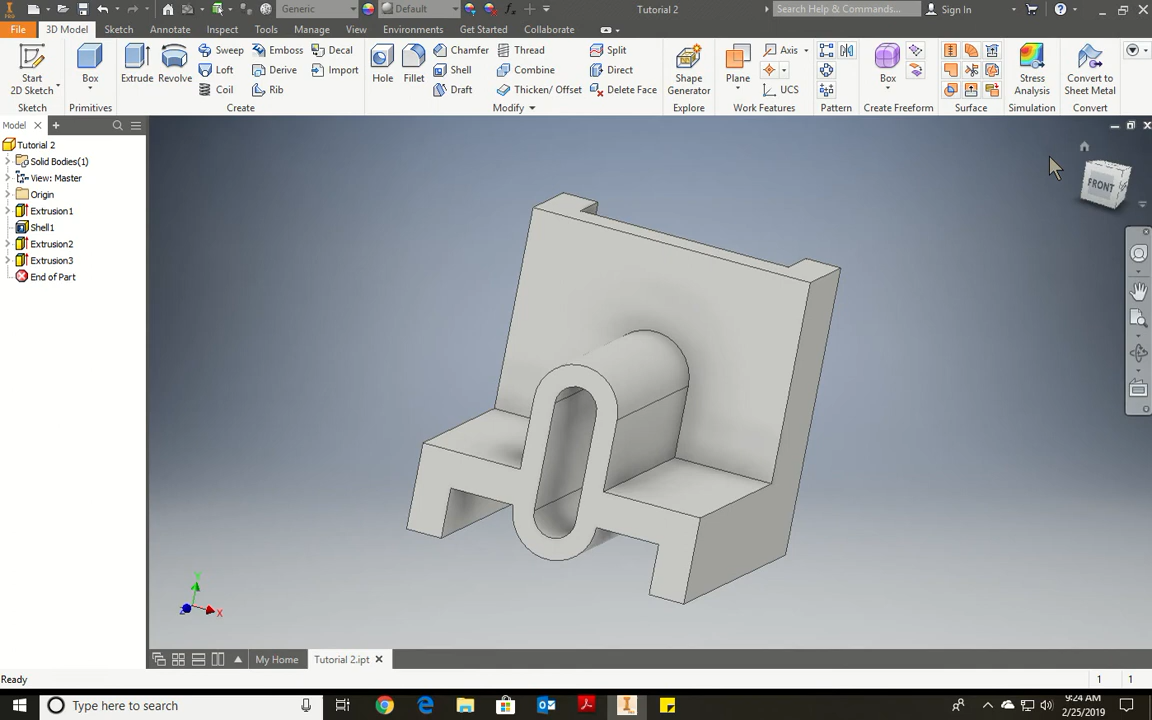 Generic
Default
Tutorial 2
Search Help & Commands...
Sign In
File
3D Model
Sketch
Annotate
Inspect
Tools
Manage
View
Environments
Get Started
Collaborate
Start
2D Sketch
Box
Extrude
Revolve
Sweep
Loft
Coil
Emboss
Derive
Rib
Decal
Import
Hole
Fillet
Chamfer
Shell
Draft
Thread
Combine
Thicken/ Offset
Split
Direct
Delete Face
Shape
Generator
Plane
Axis
UCS
Box
Stress
Analysis
Convert to
Sheet Metal
Sketch
Primitives
Create
Modify
Explore
Work Features
Pattern
Create Freeform
Surface
Simulation
Convert
Model
Tutorial 2
Solid Bodies(1)
View: Master
Origin
Extrusion1
Shell1
Extrusion2
Extrusion3
End of Part
FRONT
Y
X
Z
My Home
Tutorial 2.ipt
Ready
1
1
Type here to search
9:24 AM
2/25/2019